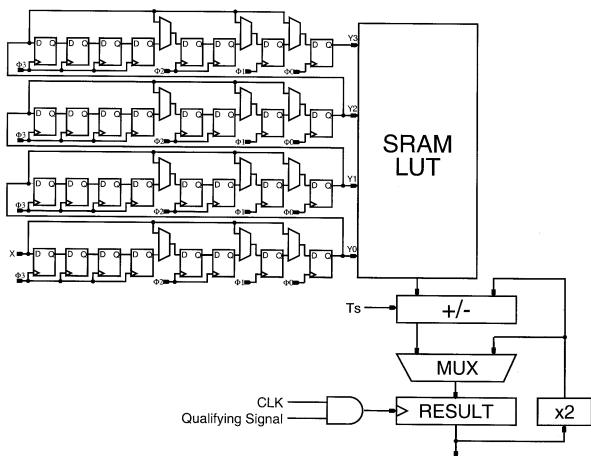 D Q D Q D Q D Q D Q D Q D Q D Q Y3
Φ3 Φ2 Φ1 Φ0
D Q D Q D Q D Q D Q D Q D Q D Q Y2
Φ3 Φ2 Φ1 Φ0
SRAM
LUT
D Q D Q D Q D Q D Q D Q D Q D Q Y1
Φ3 Φ2 Φ1 Φ0
X D Q D Q D Q D Q D Q D Q D Q D Q Y0
Φ3 Φ2 Φ1 Φ0
Ts +/-
MUX
CLK
Qualifying Signal
RESULT x2